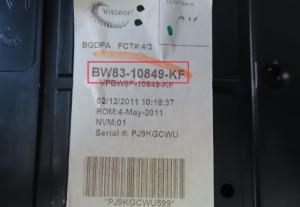 Visteon
BGDPA FCT#:4/2
BW83-10849-KF
VPBW8F-10849-KF
02/12/2011 10:18:37
ROM:4-May-2011
NVM:01
Serial #: PJ9KGCWU
*PJ9KGCWU599*